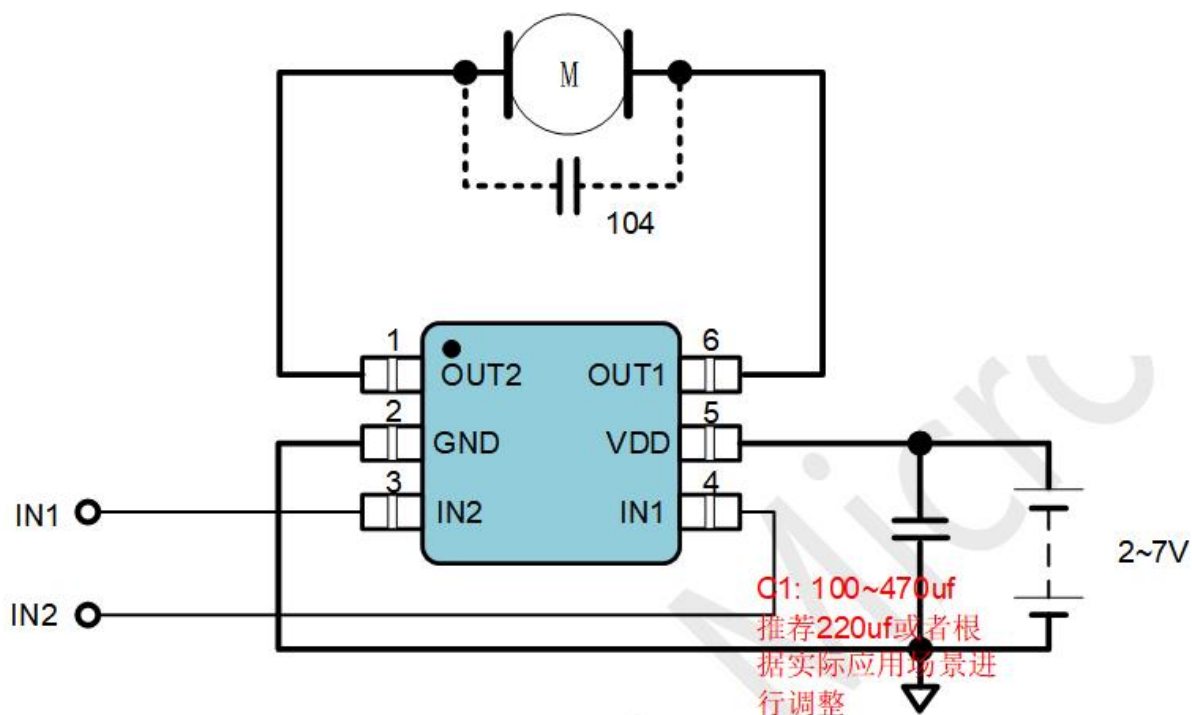 M
104
1
6
OUT2
OUT1
2
5
GND
VDD
3
4
IN1
IN2
IN1
2~7V
IN2
C1: 100~470uf
推荐220uf或者根
据实际应用场景进
行调整
Micro